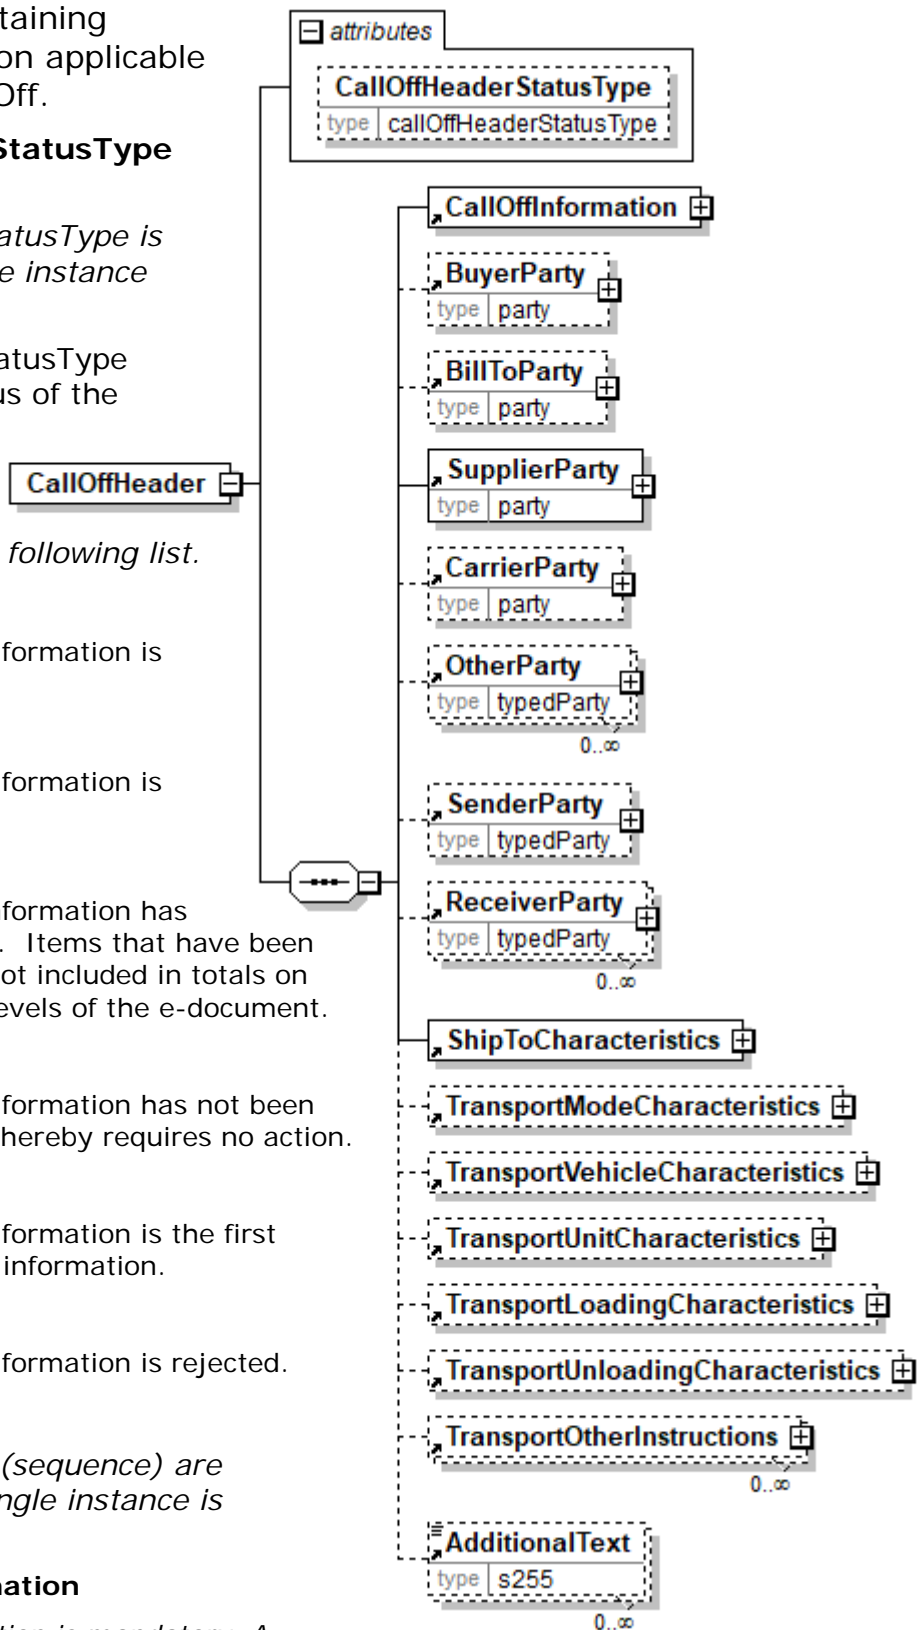 taining
on applicable
Off.
StatusType
atusType is
e instance
atusType
us of the
following list.
formation is
formation is
nformation has
. Items that have been
ot included in totals on
evels of the e-document.
formation has not been
hereby requires no action.
formation is the first
information.
formation is rejected.
(sequence) are
ngle instance is
nation
CallOffHeader
attributes
CallOffHeaderStatusType
type callOffHeaderStatusType
CallOffInformation
BuyerParty
type party
BillToParty
type party
SupplierParty
type party
CarrierParty
type party
OtherParty
type typedParty
0..∞
SenderParty
type typedParty
ReceiverParty
type typedParty
0..∞
ShipToCharacteristics
TransportModeCharacteristics
TransportVehicleCharacteristics
TransportUnitCharacteristics
TransportLoadingCharacteristics
TransportUnloadingCharacteristics
TransportOtherInstructions
0..∞
AdditionalText
type s255
0..∞